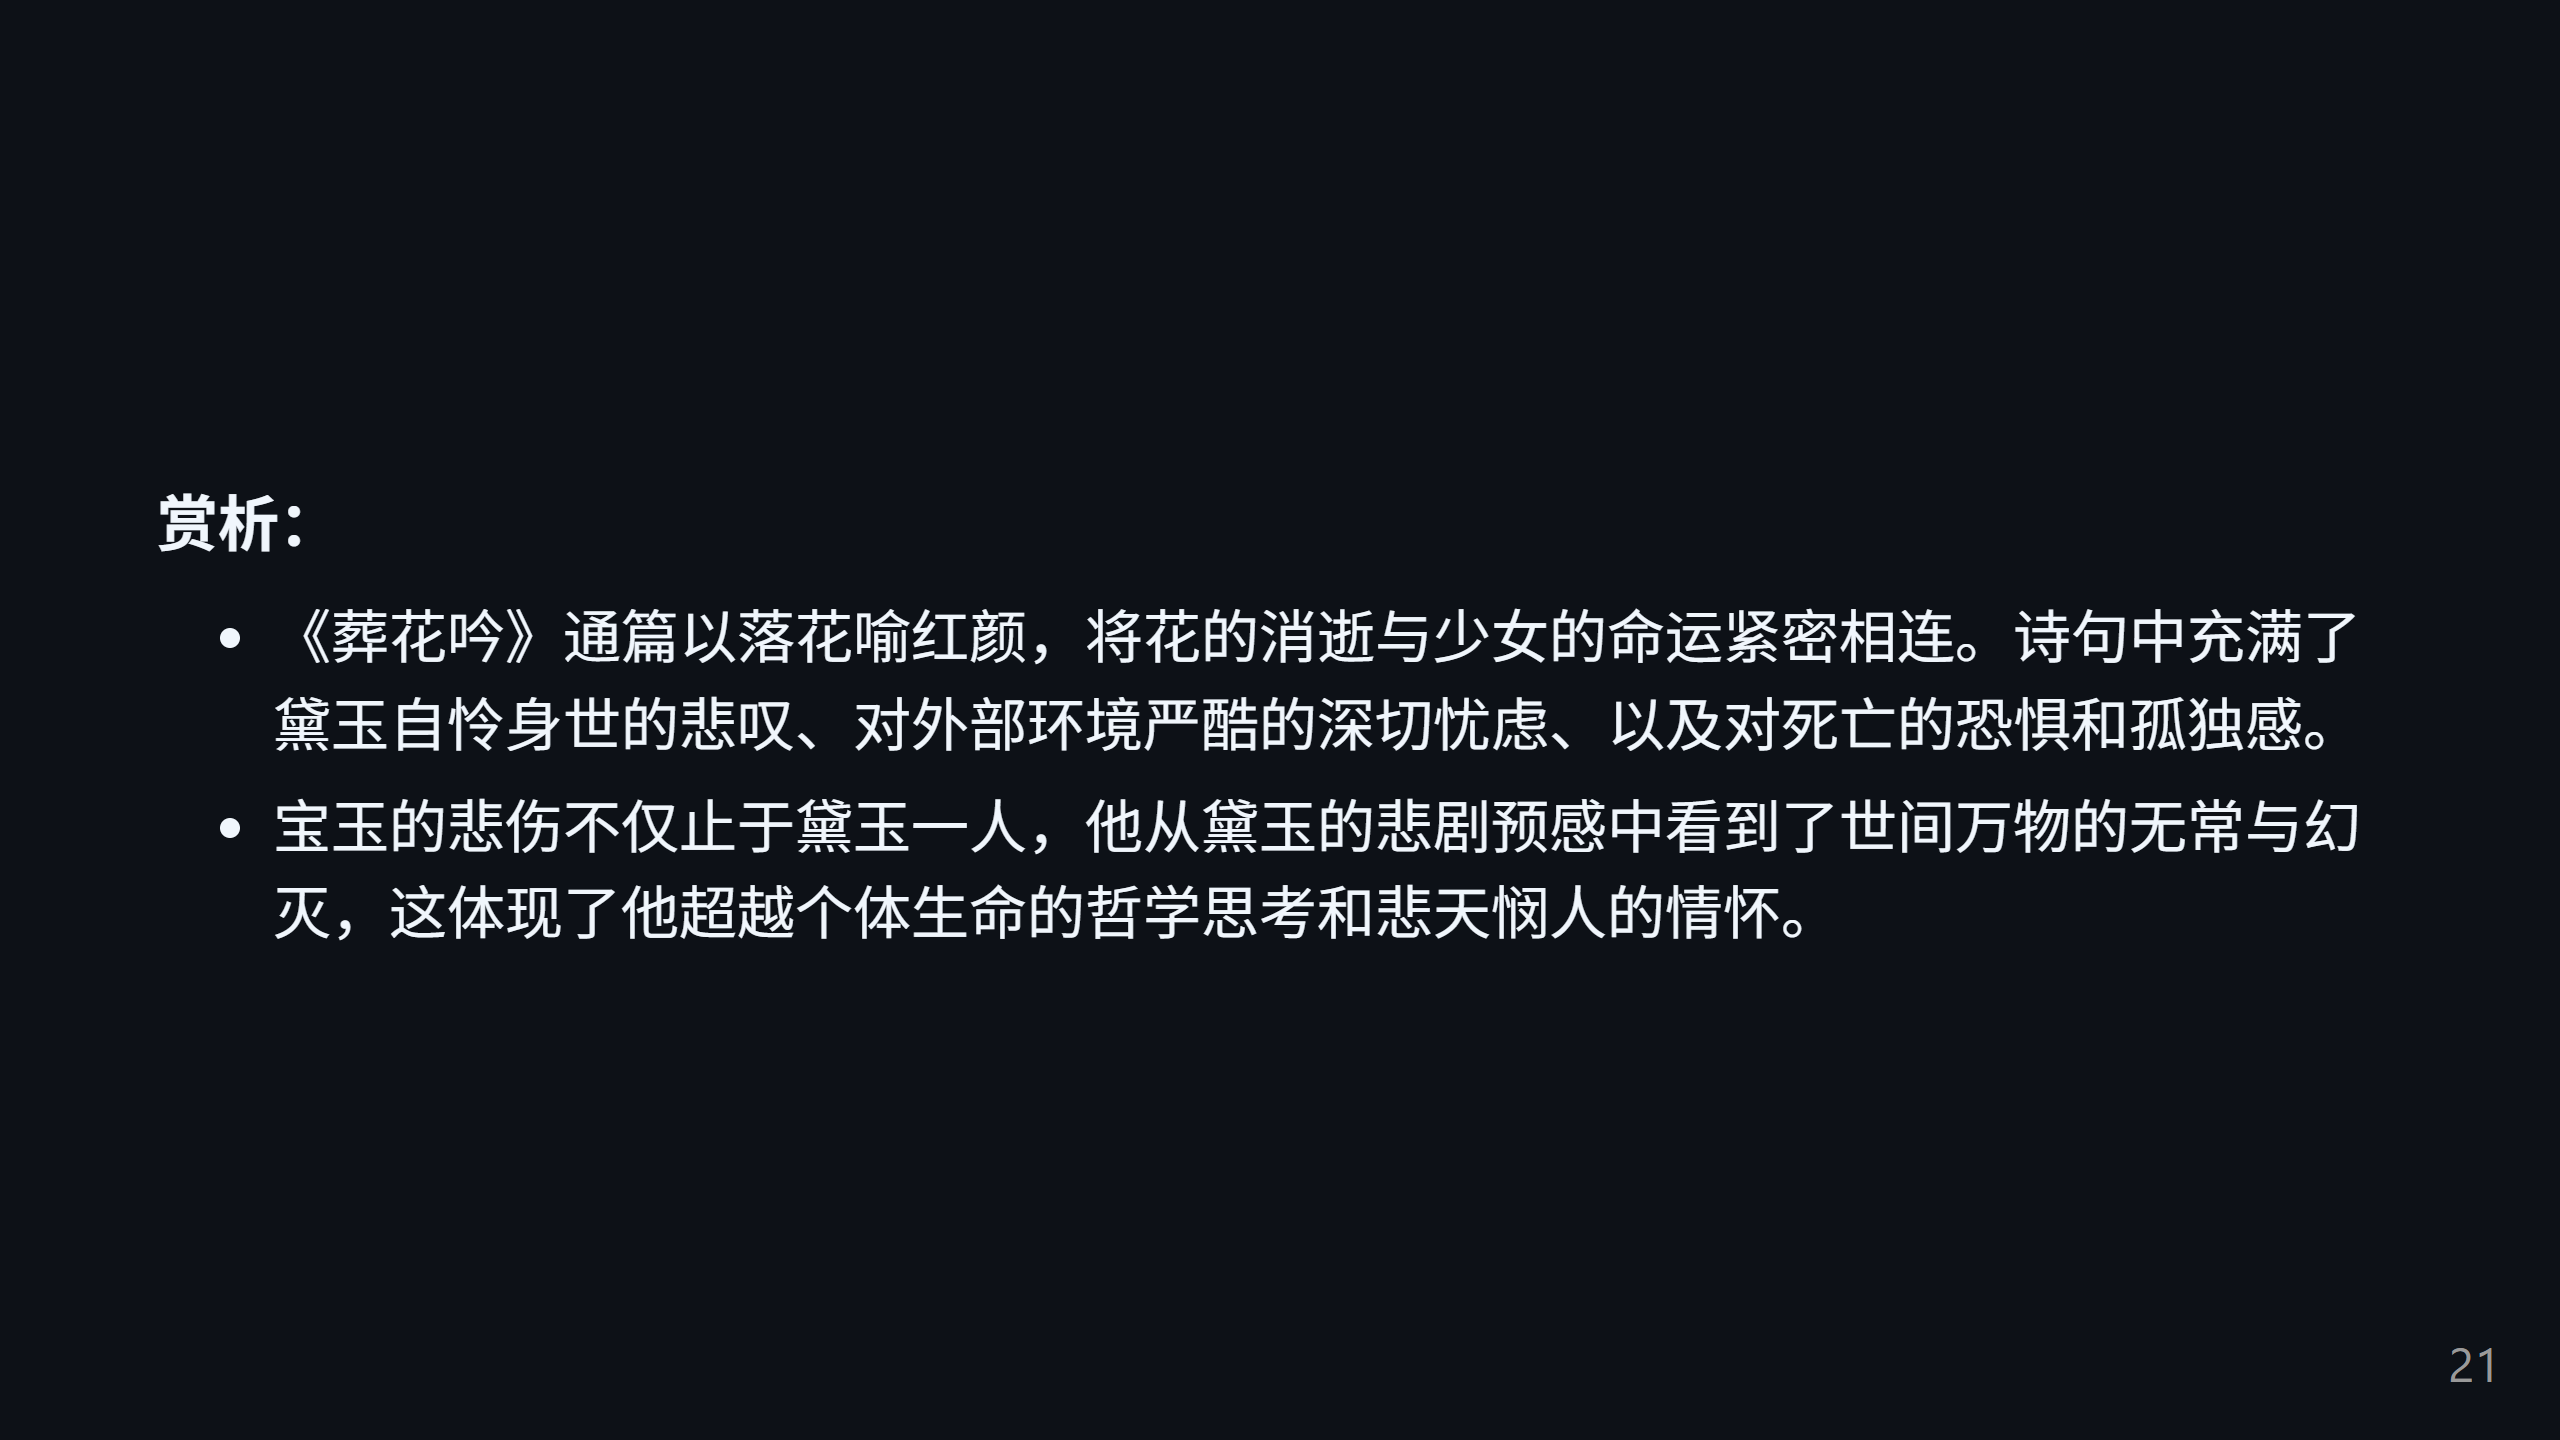 赏析：
• 《葬花吟》通篇以落花喻红颜，将花的消逝与少女的命运紧密相连。诗句中充满了
黛玉自怜身世的悲叹、对外部环境严酷的深切忧虑、以及对死亡的恐惧和孤独感。
• 宝玉的悲伤不仅止于黛玉一人，他从黛玉的悲剧预感中看到了世间万物的无常与幻
灭，这体现了他超越个体生命的哲学思考和悲天悯人的情怀。
21